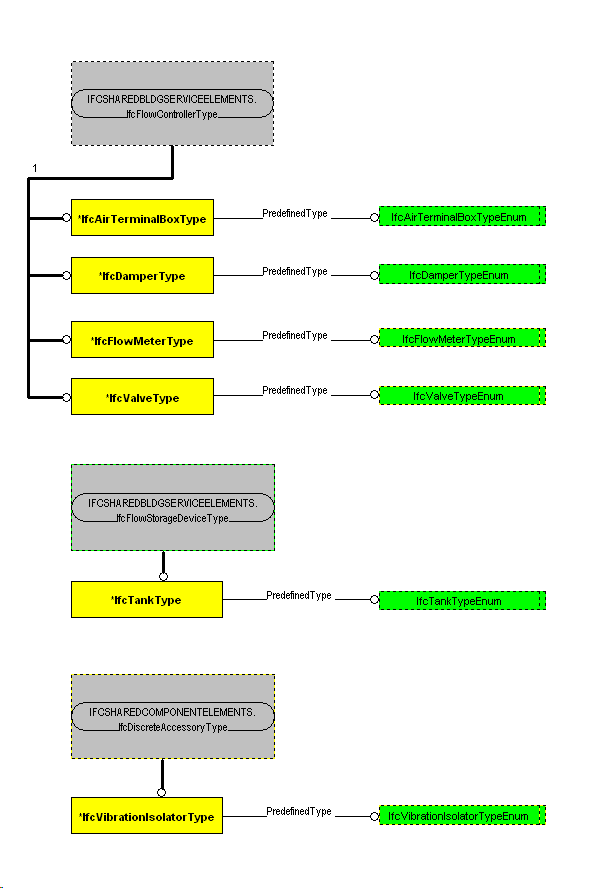 IFCSHAREDBLDGSERVICEELEMENTS.
IfcFlowControllerType
1
*IfcAirTerminalBoxType
PredefinedType
IfcAirTerminalBoxTypeEnum
*IfcDamperType
PredefinedType
IfcDamperTypeEnum
*IfcFlowMeterType
PredefinedType
IfcFlowMeterTypeEnum
*IfcValveType
PredefinedType
IfcValveTypeEnum
IFCSHAREDBLDGSERVICEELEMENTS.
IfcFlowStorageDeviceType
*IfcTankType
PredefinedType
IfcTankTypeEnum
IFCSHAREDCOMPONENTELEMENTS.
IfcDiscreteAccessoryType
*IfcVibrationIsolatorType
PredefinedType
IfcVibrationIsolatorTypeEnum